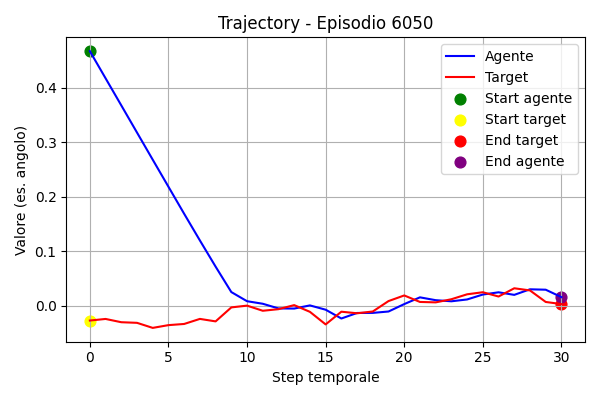 Trajectory - Episodio 6050
Agente
Target
Start agente
Start target
End target
End agente
Valore (es. angolo)
0.4
0.3
0.2
0.1
0.0
0 5 10 15 20 25 30
Step temporale